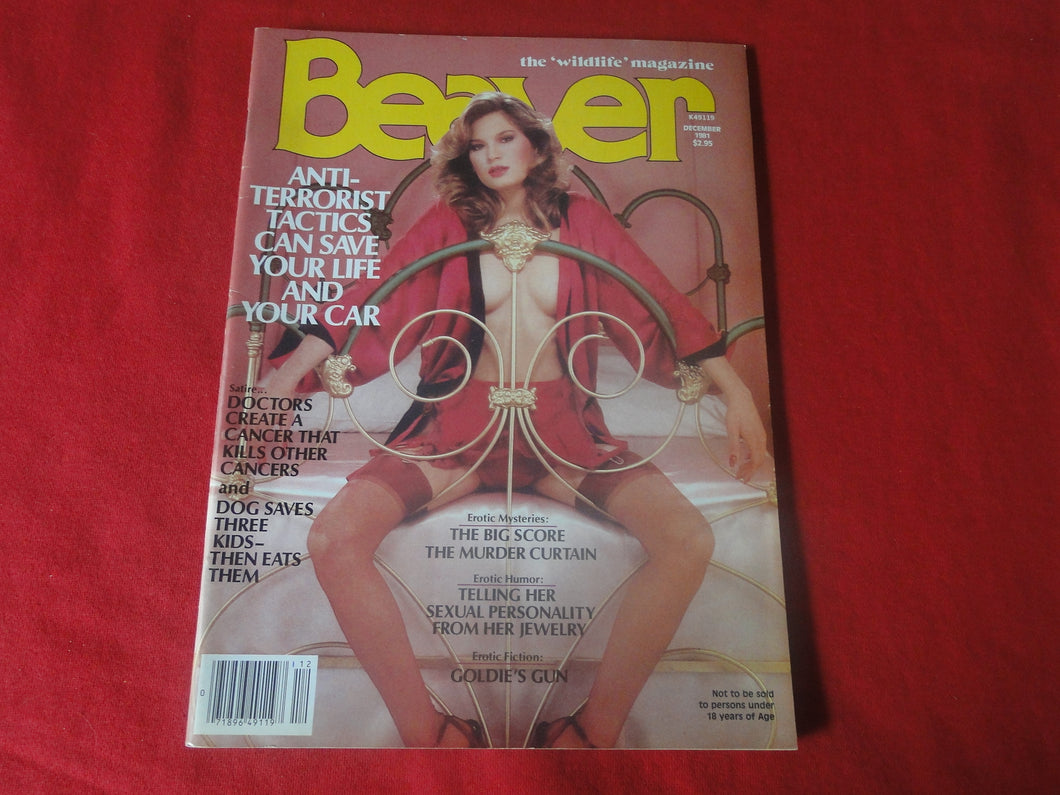 the 'wildlife' magazine
Beaver
K49119
DECEMBER
1981
$2.95
ANTI-
TERRORIST
TACTICS
CAN SAVE
YOUR LIFE
AND
YOUR CAR
Satire...
DOCTORS
CREATE A
CANCER THAT
KILLS OTHER
CANCERS
and
DOG SAVES
THREE
KIDS–
THEN EATS
THEM
Erotic Mysteries:
THE BIG SCORE
THE MURDER CURTAIN
Erotic Humor:
TELLING HER
SEXUAL PERSONALITY
FROM HER JEWELRY
Erotic Fiction:
GOLDIE'S GUN
Not to be sold
to persons under
18 years of Age
112
0
71896 49119